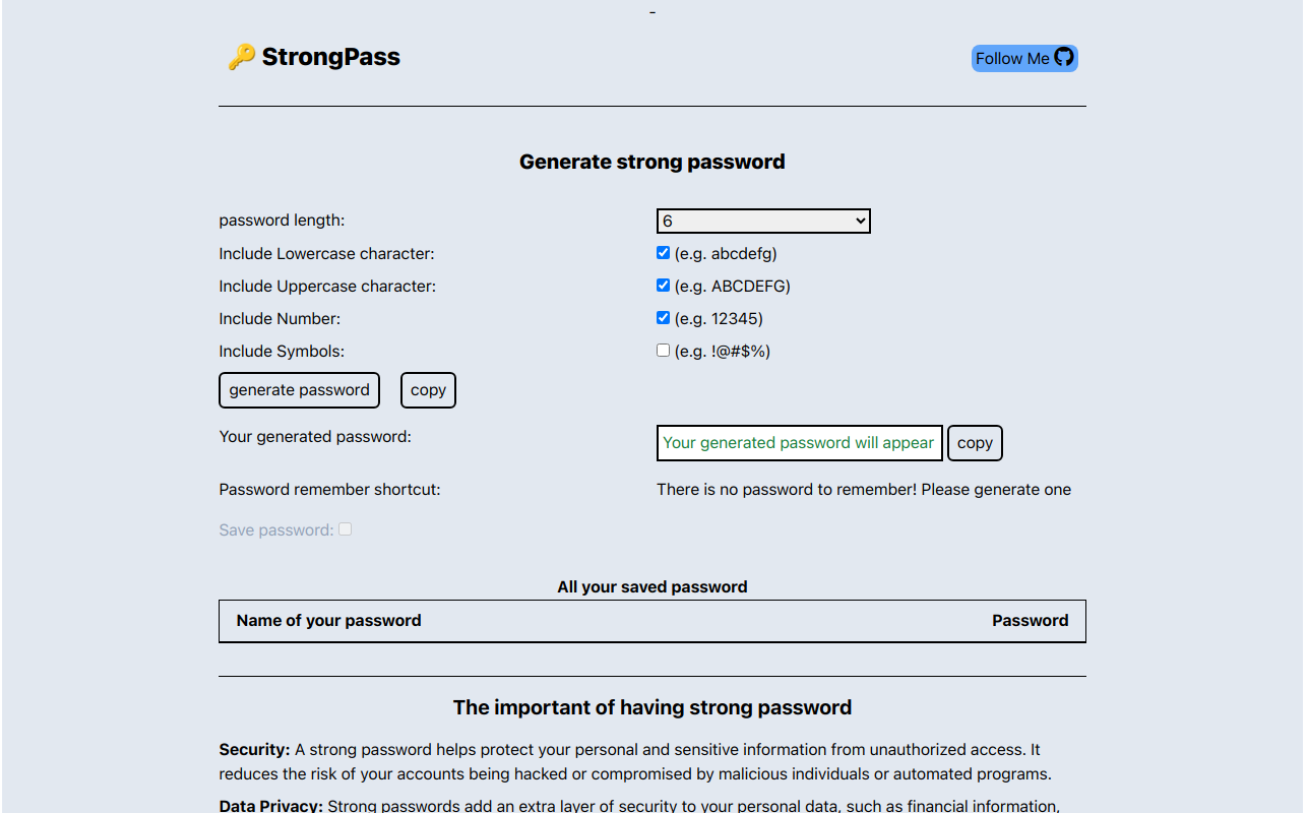 -
🔑 StrongPass
Follow Me
Generate strong password
password length:
6
Include Lowercase character:
(e.g. abcdefg)
Include Uppercase character:
(e.g. ABCDEFG)
Include Number:
(e.g. 12345)
Include Symbols:
(e.g. !@#$%)
generate password
copy
Your generated password:
Your generated password will appear
copy
Password remember shortcut:
There is no password to remember! Please generate one
Save password:
All your saved password
Name of your password
Password
The important of having strong password
Security: A strong password helps protect your personal and sensitive information from unauthorized access. It
reduces the risk of your accounts being hacked or compromised by malicious individuals or automated programs.
Data Privacy: Strong passwords add an extra layer of security to your personal data, such as financial information,